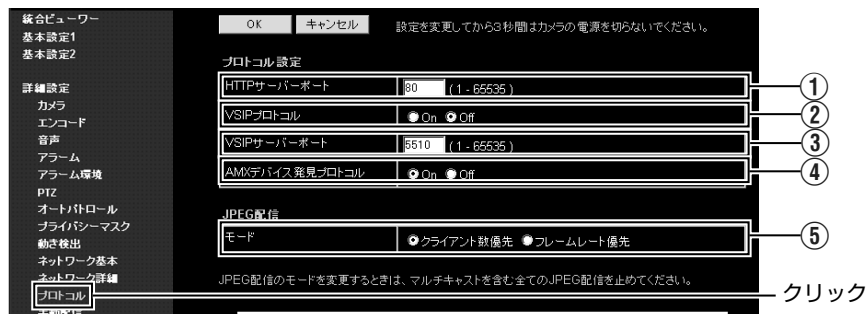 統合ビューワー
基本設定1
基本設定2
詳細設定
カメラ
エンコード
音声
アラーム
アラーム環境
PTZ
オートパトロール
プライバシーマスク
動き検出
ネットワーク基本
ネットワーク詳細
プロトコル
OK キャンセル 設定を変更してから3秒間はカメラの電源を切らないでください。
プロトコル設定
HTTPサーバーポート 80 (1 - 65535) ①
VSIPプロトコル On Off ②
VSIPサーバーポート 5510 (1 - 65535) ③
AMXデバイス発見プロトコル On Off ④
JPEG配信
モード クライアント数優先 フレームレート優先 ⑤
JPEG配信のモードを変更するときは、マルチキャストを含む全てのJPEG配信を止めてください。
クリック